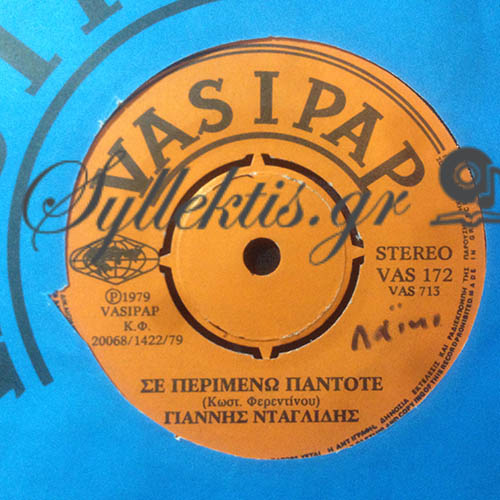 VASIPAP
Syllektis.gr
℗ 1979
VASIPAP
Κ.Φ.
20068/1422/79
STEREO
VAS 172
VAS 713
Λαϊκι
ΣΕ ΠΕΡΙΜΕΝΩ ΠΑΝΤΟΤΕ
(Κωστ. Φερεντίνου)
ΓΙΑΝΝΗΣ ΝΤΑΓΛΙΔΗΣ